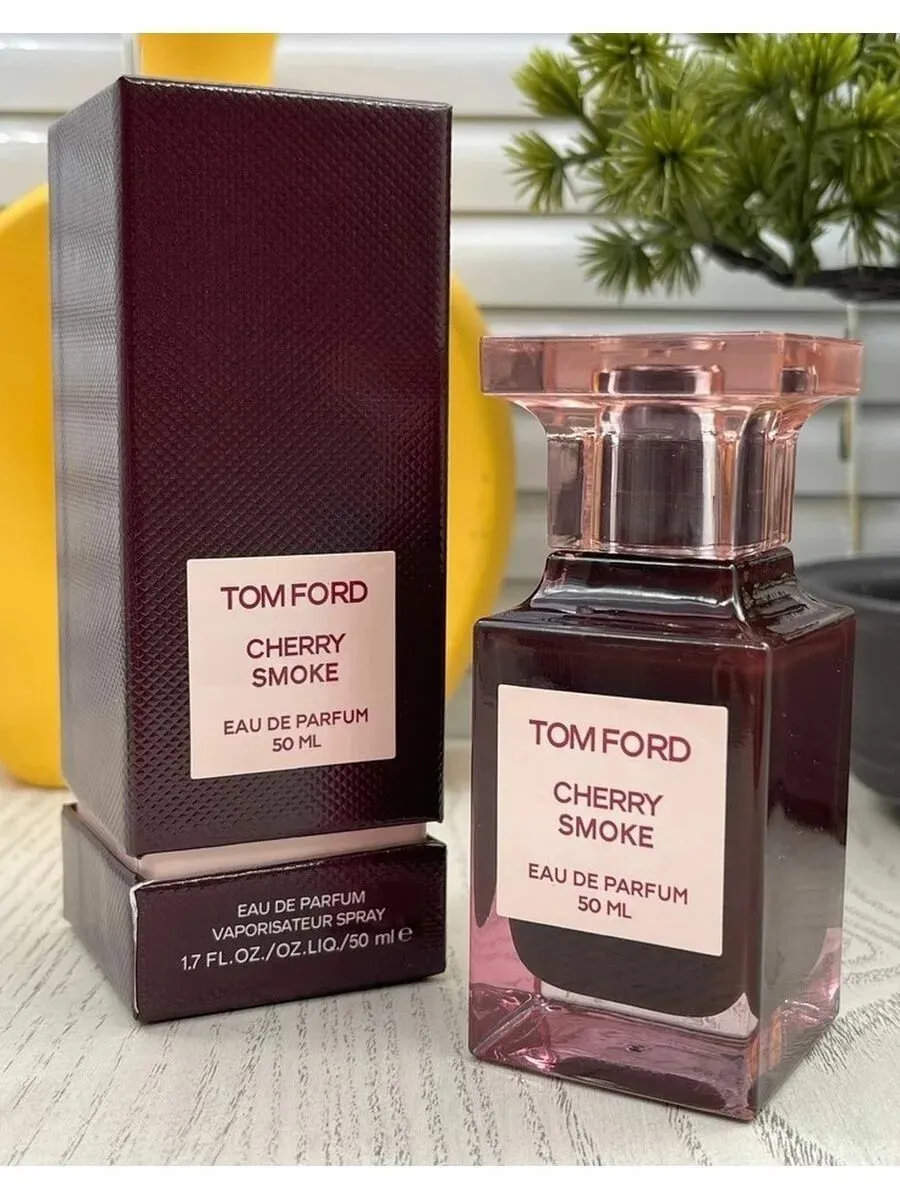 TOM FORD
CHERRY
SMOKE
EAU DE PARFUM
50 ML
EAU DE PARFUM
VAPORISATEUR SPRAY
1.7 FL.OZ./OZ.LIQ./50 ml ℮
TOM FORD
CHERRY
SMOKE
EAU DE PARFUM
50 ML